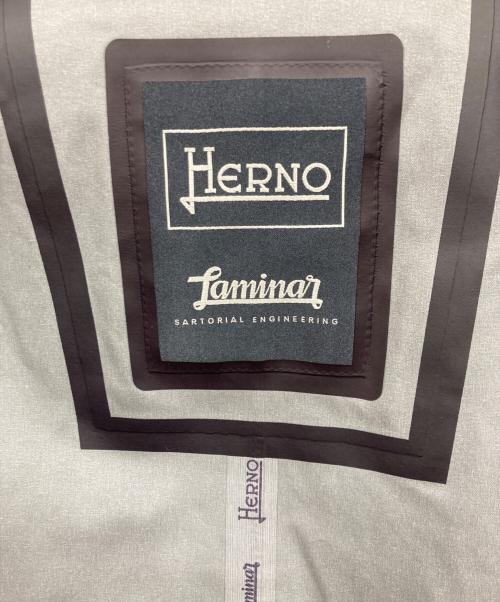 HERNO
Laminar
SARTORIAL ENGINEERING
HERNO
Laminar